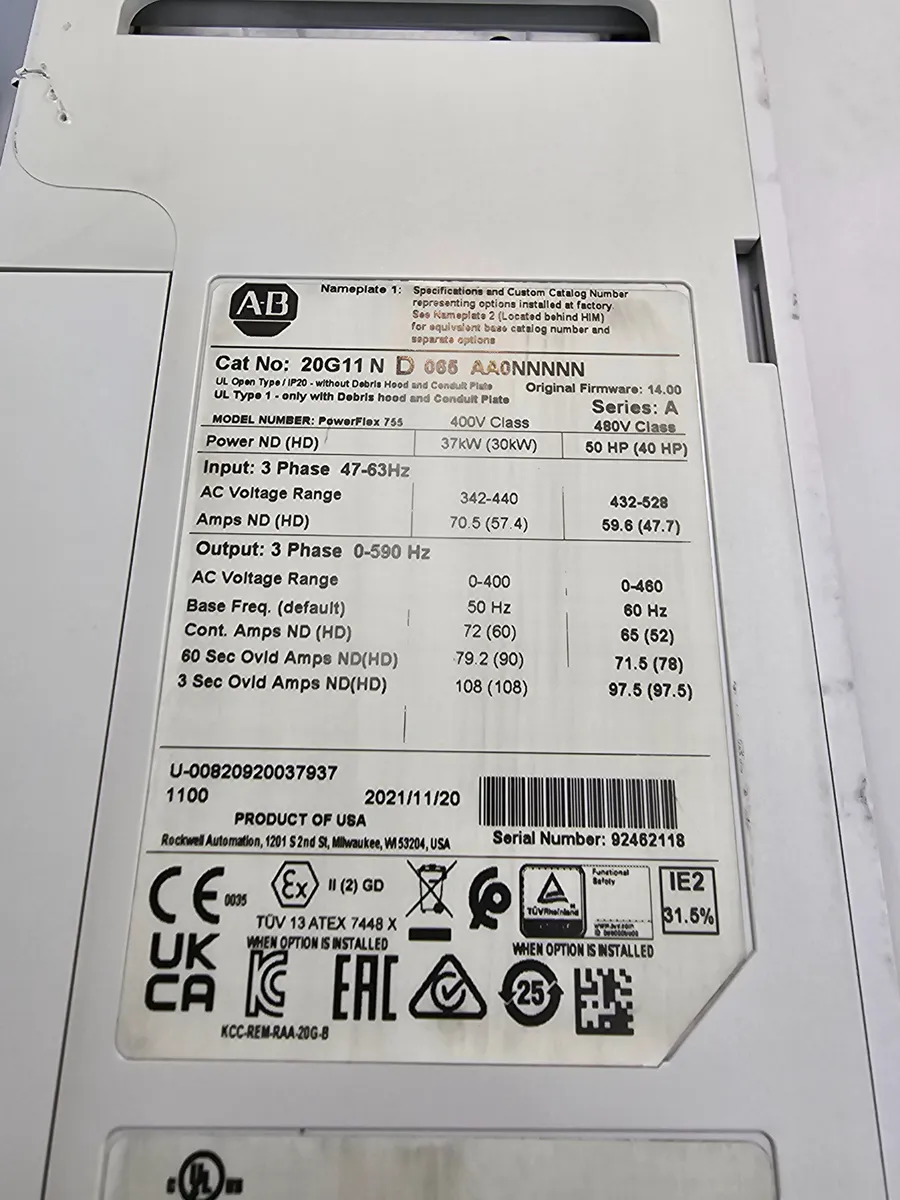 A·B
Nameplate 1: Specifications and Custom Catalog Number
representing options installed at factory.
See Nameplate 2 (Located behind HIM)
for equivalent base catalog number and
separate options
Cat No: 20G11 N D 065 AA0NNNNN
UL Open Type / IP20 - without Debris Hood and Conduit Plate
Original Firmware: 14.00
UL Type 1 - only with Debris hood and Conduit Plate
Series: A
MODEL NUMBER: PowerFlex 755 400V Class 480V Class
Power ND (HD) 37kW (30kW) 50 HP (40 HP)
Input: 3 Phase 47-63Hz
AC Voltage Range 342-440 432-528
Amps ND (HD) 70.5 (57.4) 59.6 (47.7)
Output: 3 Phase 0-590 Hz
AC Voltage Range 0-400 0-460
Base Freq. (default) 50 Hz 60 Hz
Cont. Amps ND (HD) 72 (60) 65 (52)
60 Sec Ovld Amps ND(HD) 79.2 (90) 71.5 (78)
3 Sec Ovld Amps ND(HD) 108 (108) 97.5 (97.5)
U-00820920037937
1100 2021/11/20
PRODUCT OF USA
Rockwell Automation, 1201 S 2nd St, Milwaukee, WI 53204, USA
Serial Number: 92462118
CE 0035
Ex II (2) GD
TÜV 13 ATEX 7448 X
WHEN OPTION IS INSTALLED
TÜVRheinland
Functional
Safety
WHEN OPTION IS INSTALLED
IE2
31.5%
UK
CA
KC
EAC
25
KCC-REM-RAA-20G-B
C UL US